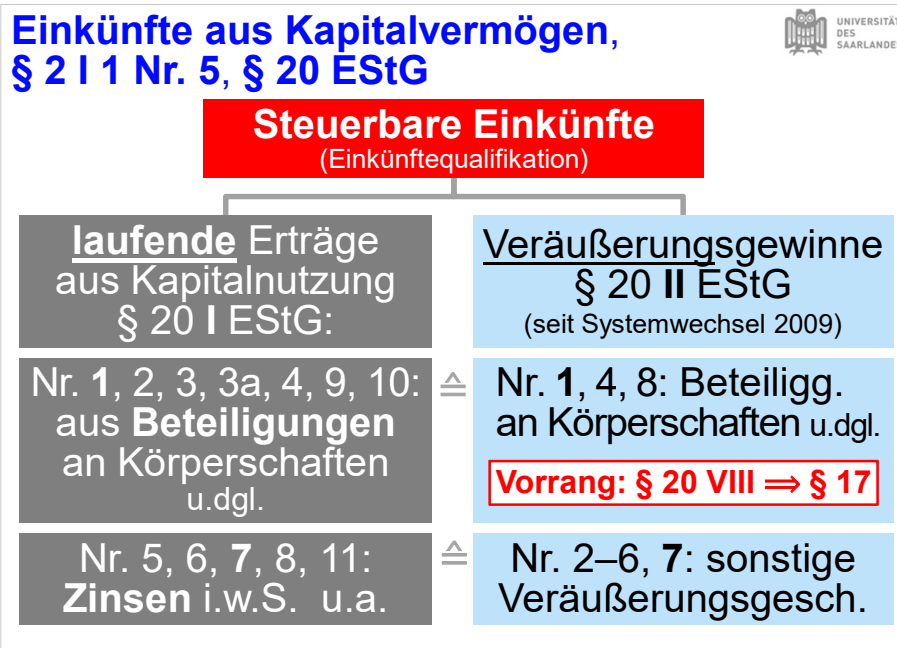 Einkünfte aus Kapitalvermögen,
§ 2 I 1 Nr. 5, § 20 EStG
UNIVERSITÄT
DES
SAARLANDES
Steuerbare Einkünfte
(Einkünftequalifikation)
laufende Erträge
aus Kapitalnutzung
§ 20 I EStG:
Veräußerungsgewinne
§ 20 II EStG
(seit Systemwechsel 2009)
Nr. 1, 2, 3, 3a, 4, 9, 10:
aus Beteiligungen
an Körperschaften
u.dgl.
≙
Nr. 1, 4, 8: Beteiligg.
an Körperschaften u.dgl.
Vorrang: § 20 VIII ⟹ § 17
Nr. 5, 6, 7, 8, 11:
Zinsen i.w.S. u.a.
≙
Nr. 2–6, 7: sonstige
Veräußerungsgesch.